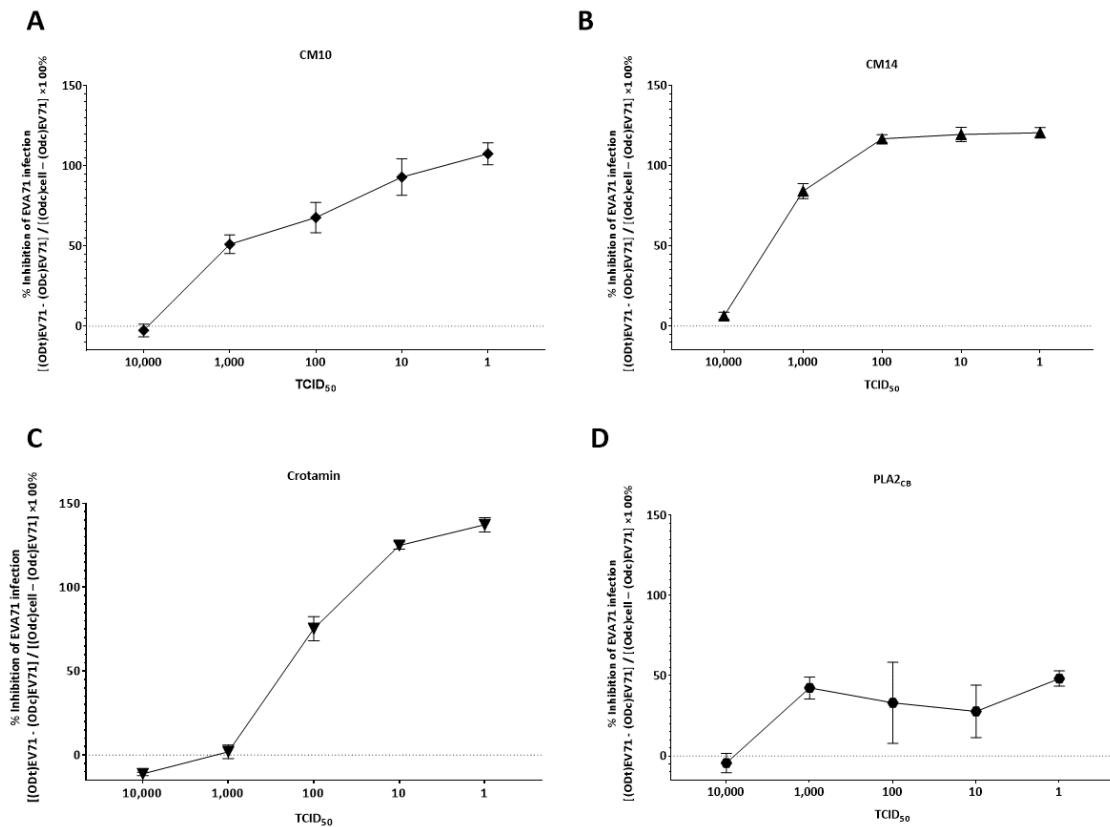 A
CM10
% Inhibition of EVA71 infection
[(ODt)EV71 - (ODc)EV71] / [(Odc)cell – (Odc)EV71] ×100%
150
100
50
0
10,000 1,000 100 10 1
TCID50
B
CM14
% Inhibition of EVA71 infection
[(ODt)EV71 - (ODc)EV71] / [(Odc)cell – (Odc)EV71] ×100%
150
100
50
0
10,000 1,000 100 10 1
TCID50
C
Crotamin
% Inhibition of EVA71 infection
[(ODt)EV71 - (ODc)EV71] / [(Odc)cell – (Odc)EV71] ×100%
150
100
50
0
10,000 1,000 100 10 1
TCID50
D
PLA2CB
% Inhibition of EVA71 infection
[(ODt)EV71 - (ODc)EV71] / [(Odc)cell – (Odc)EV71] ×100%
150
100
50
0
10,000 1,000 100 10 1
TCID50